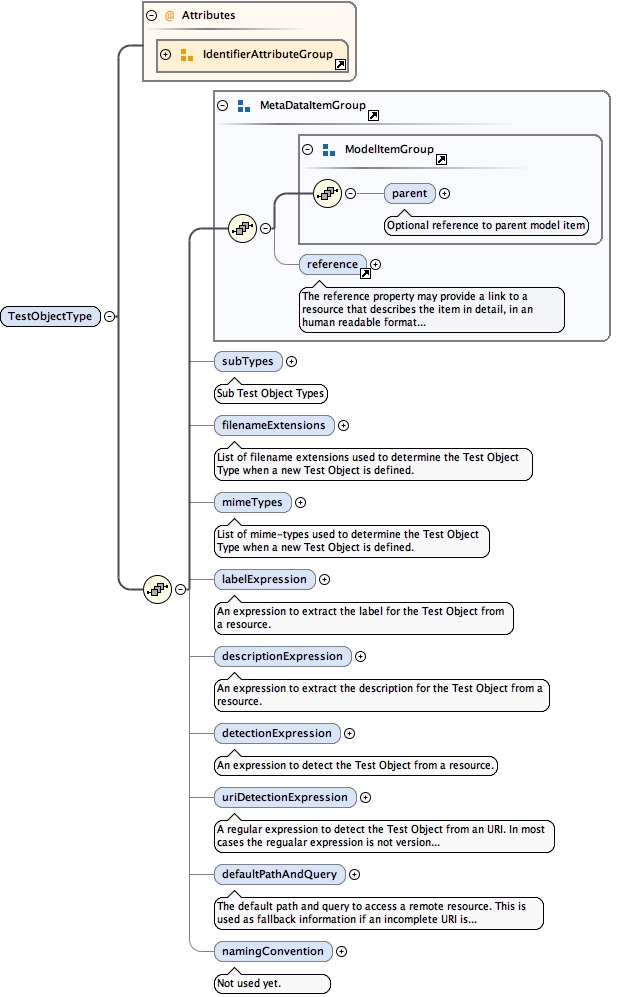 @ Attributes
IdentifierAttributeGroup
MetaDataItemGroup
ModelItemGroup
parent
Optional reference to parent model item
reference
The reference property may provide a link to a
resource that describes the item in detail, in an
human readable format...
TestObjectType
subTypes
Sub Test Object Types
filenameExtensions
List of filename extensions used to determine the Test Object
Type when a new Test Object is defined.
mimeTypes
List of mime-types used to determine the Test Object
Type when a new Test Object is defined.
labelExpression
An expression to extract the label for the Test Object from
a resource.
descriptionExpression
An expression to extract the description for the Test Object from a
resource.
detectionExpression
An expression to detect the Test Object from a resource.
uriDetectionExpression
A regular expression to detect the Test Object from an URI. In most
cases the regualar expression is not version...
defaultPathAndQuery
The default path and query to access a remote resource. This is
used as fallback information if an incomplete URI is...
namingConvention
Not used yet.